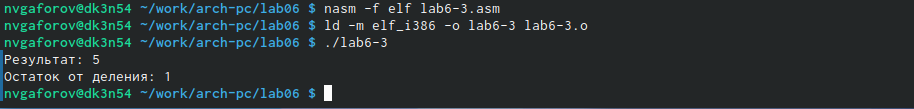 nvgaforov@dk3n54 ~/work/arch-pc/lab06 $ nasm -f elf lab6-3.asm
nvgaforov@dk3n54 ~/work/arch-pc/lab06 $ ld -m elf_i386 -o lab6-3 lab6-3.o
nvgaforov@dk3n54 ~/work/arch-pc/lab06 $ ./lab6-3
Результат: 5
Остаток от деления: 1
nvgaforov@dk3n54 ~/work/arch-pc/lab06 $